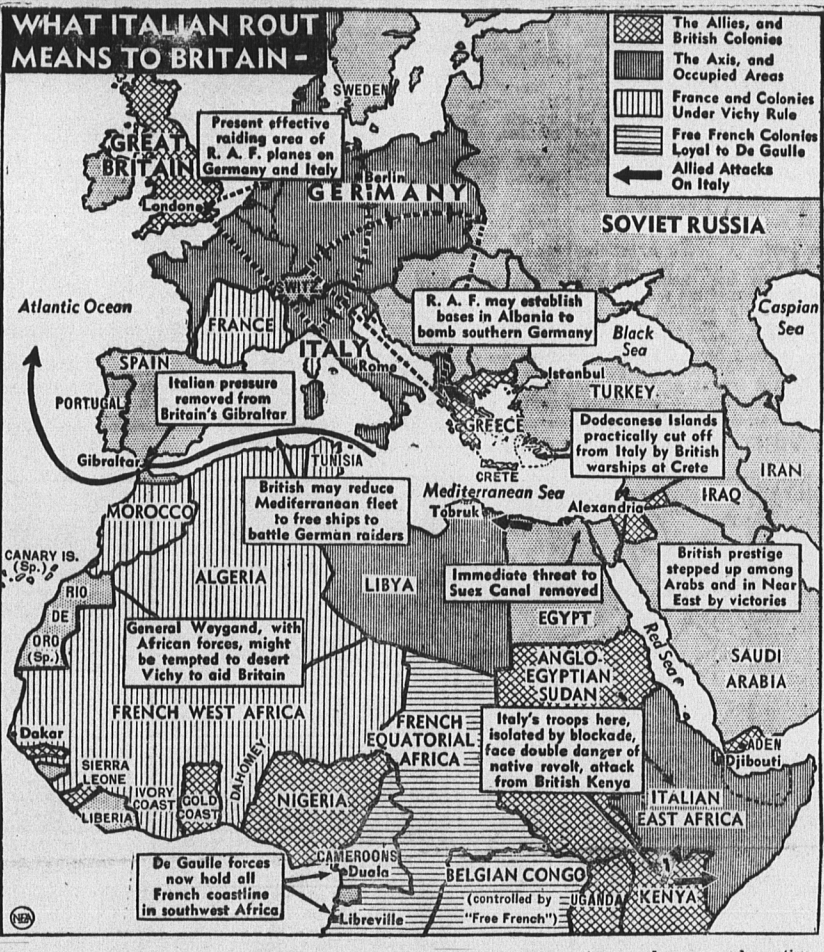 WHAT ITALIAN ROUT
MEANS TO BRITAIN –
The Allies, and
British Colonies
The Axis, and
Occupied Areas
France and Colonies
Under Vichy Rule
Free French Colonies
Loyal to De Gaulle
Allied Attacks
On Italy
SWEDEN
Present effective
raiding area of
R. A. F. planes on
Germany and Italy
GREAT
BRITAIN
London
Berlin
GERMANY
SOVIET RUSSIA
SWITZ.
Atlantic Ocean
FRANCE
R. A. F. may establish
bases in Albania to
bomb southern Germany
Black
Sea
Caspian
Sea
ITALY
Rome
SPAIN
PORTUGAL
Italian pressure
removed from
Britain's Gibraltar
Istanbul
TURKEY
GREECE
Dodecanese Islands
practically cut off
from Italy by British
warships at Crete
Gibraltar
TUNISIA
CRETE
Mediterranean Sea
IRAN
IRAQ
MOROCCO
British may reduce
Mediferranean fleet
to free ships to
battle German raiders
Tobruk
Alexandria
CANARY IS.
(Sp.)
RIO
DE
ORO
(Sp.)
ALGERIA
LIBYA
Immediate threat to
Suez Canal removed
EGYPT
British prestige
stepped up among
Arabs and in Near
East by victories
Red Sea
General Weygand, with
African forces, might
be tempted to desert
Vichy to aid Britain
ANGLO-
EGYPTIAN
SUDAN
SAUDI
ARABIA
FRENCH WEST AFRICA
Dakar
FRENCH
EQUATORIAL
AFRICA
Italy's troops here,
isolated by blockade,
face double danger of
native revolt, attack
from British Kenya
ADEN
Djibouti
SIERRA
LEONE
LIBERIA
IVORY
COAST
GOLD
COAST
DAHOMEY
NIGERIA
ITALIAN
EAST AFRICA
De Gaulle forces
now hold all
French coastline
in southwest Africa
CAMEROONS
Duala
Libreville
BELGIAN CONGO
(controlled by
"Free French")
UGANDA
KENYA
NEA